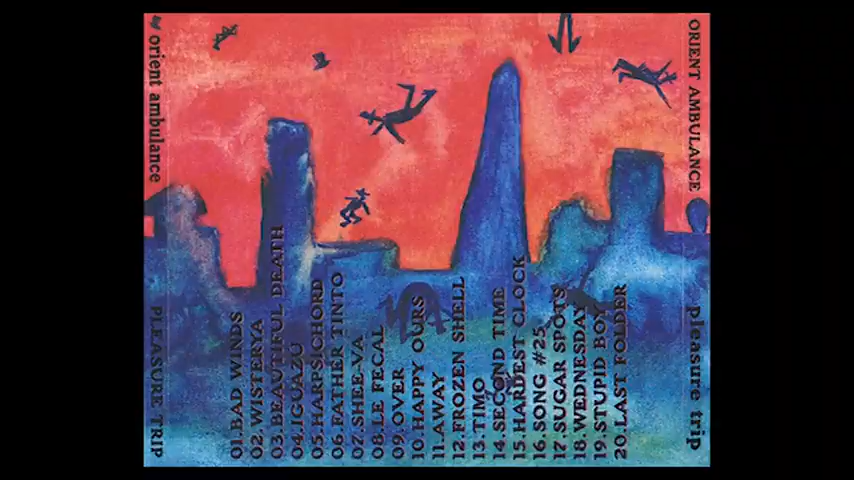 orient ambulance
PLEASURE TRIP
01.BAD WINDS
02.WISTERYA
03.BEAUTIFUL DEATH
04.IGUAZU
05.HARPSICHORD
06.FATHER TINTO
07.SHEE-VA
08.LE FECAL
09.OVER
10.HAPPY OURS
11.AWAY
12.FROZEN SHELL
13.TIMO
14.SECOND TIME
15.HARDEST CLOCK
16.SONG #25
17.SUGAR SPOTS
18.WEDNESDAY
19.STUPID BOY
20.LAST FOLDER
ORIENT AMBULANCE
pleasure trip